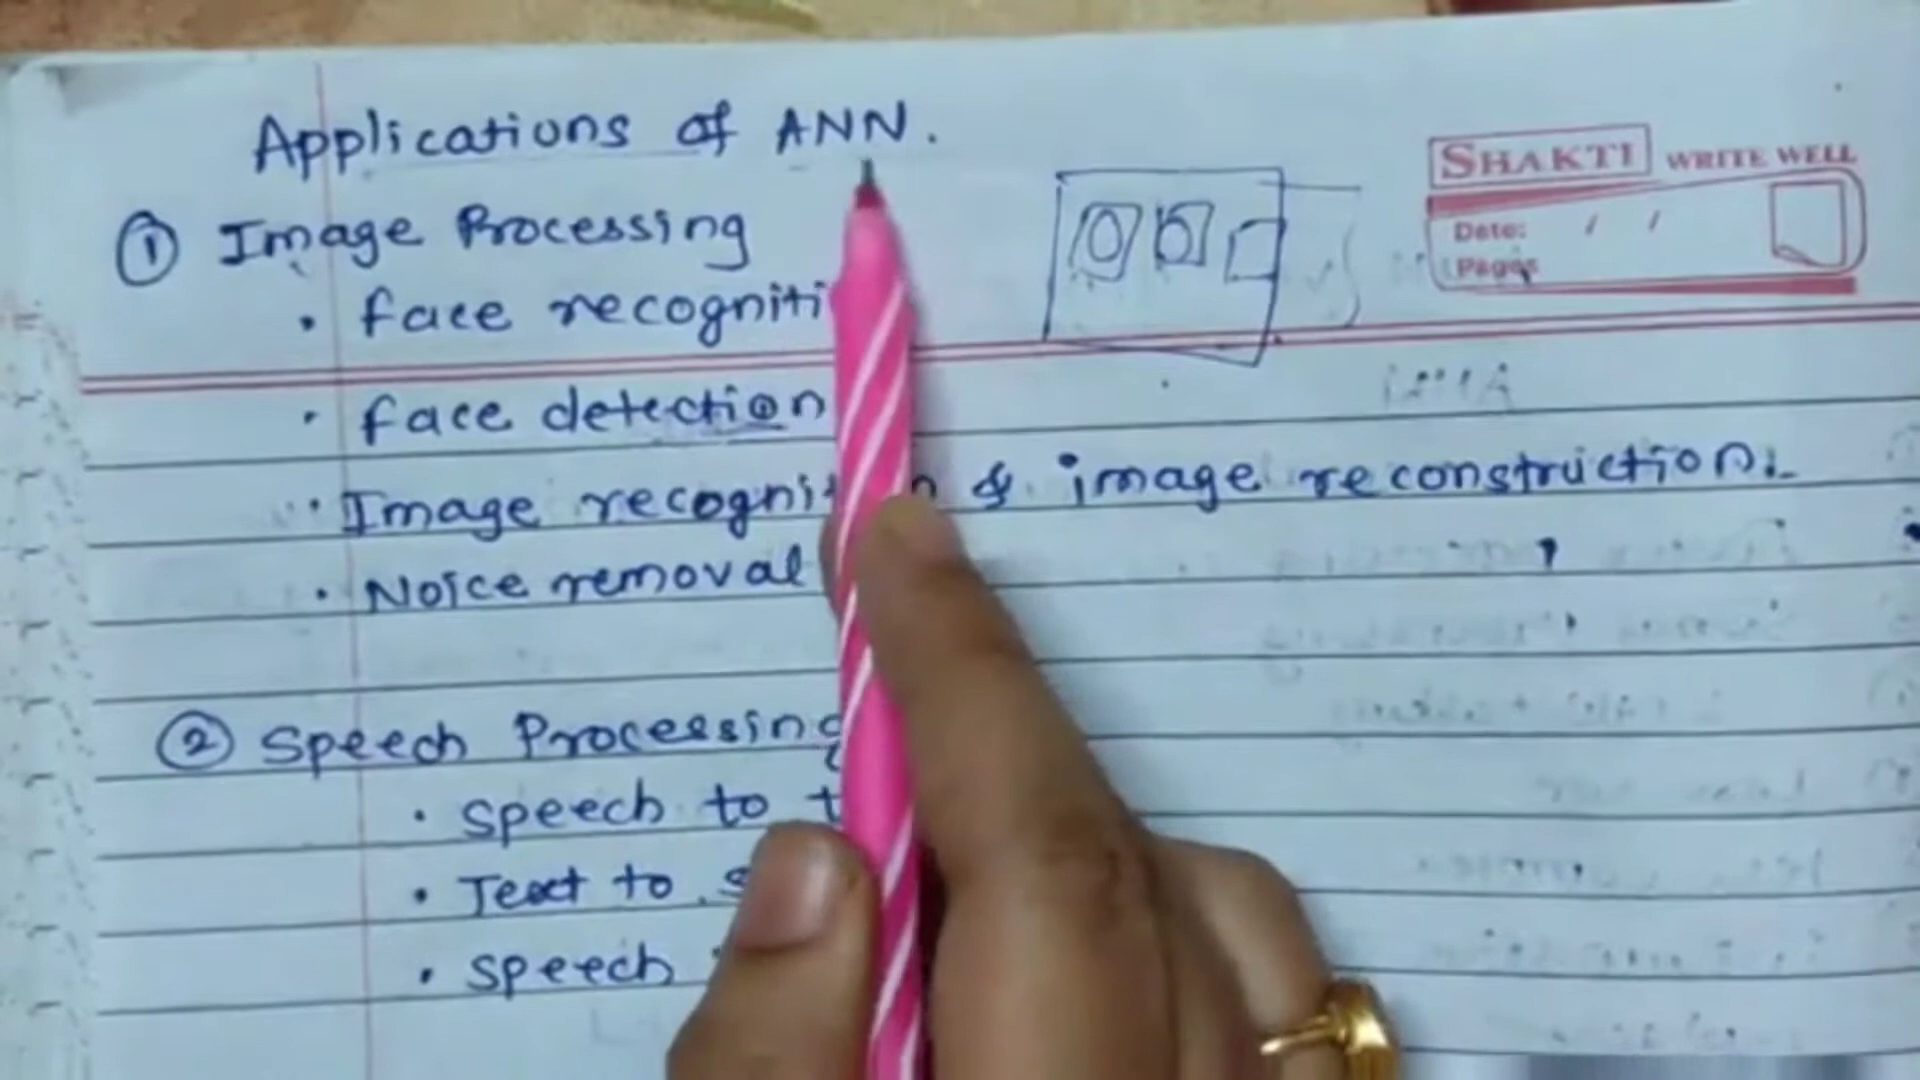 Applications of ANN.
SHAKTI WRITE WELL
Date: / /
Page:
① Image Processing
• face recogniti
• face detection
• Image recognit n & image reconstruction.
• Noice removal
② Speech Processing
• speech to t
• Text to s
• speech